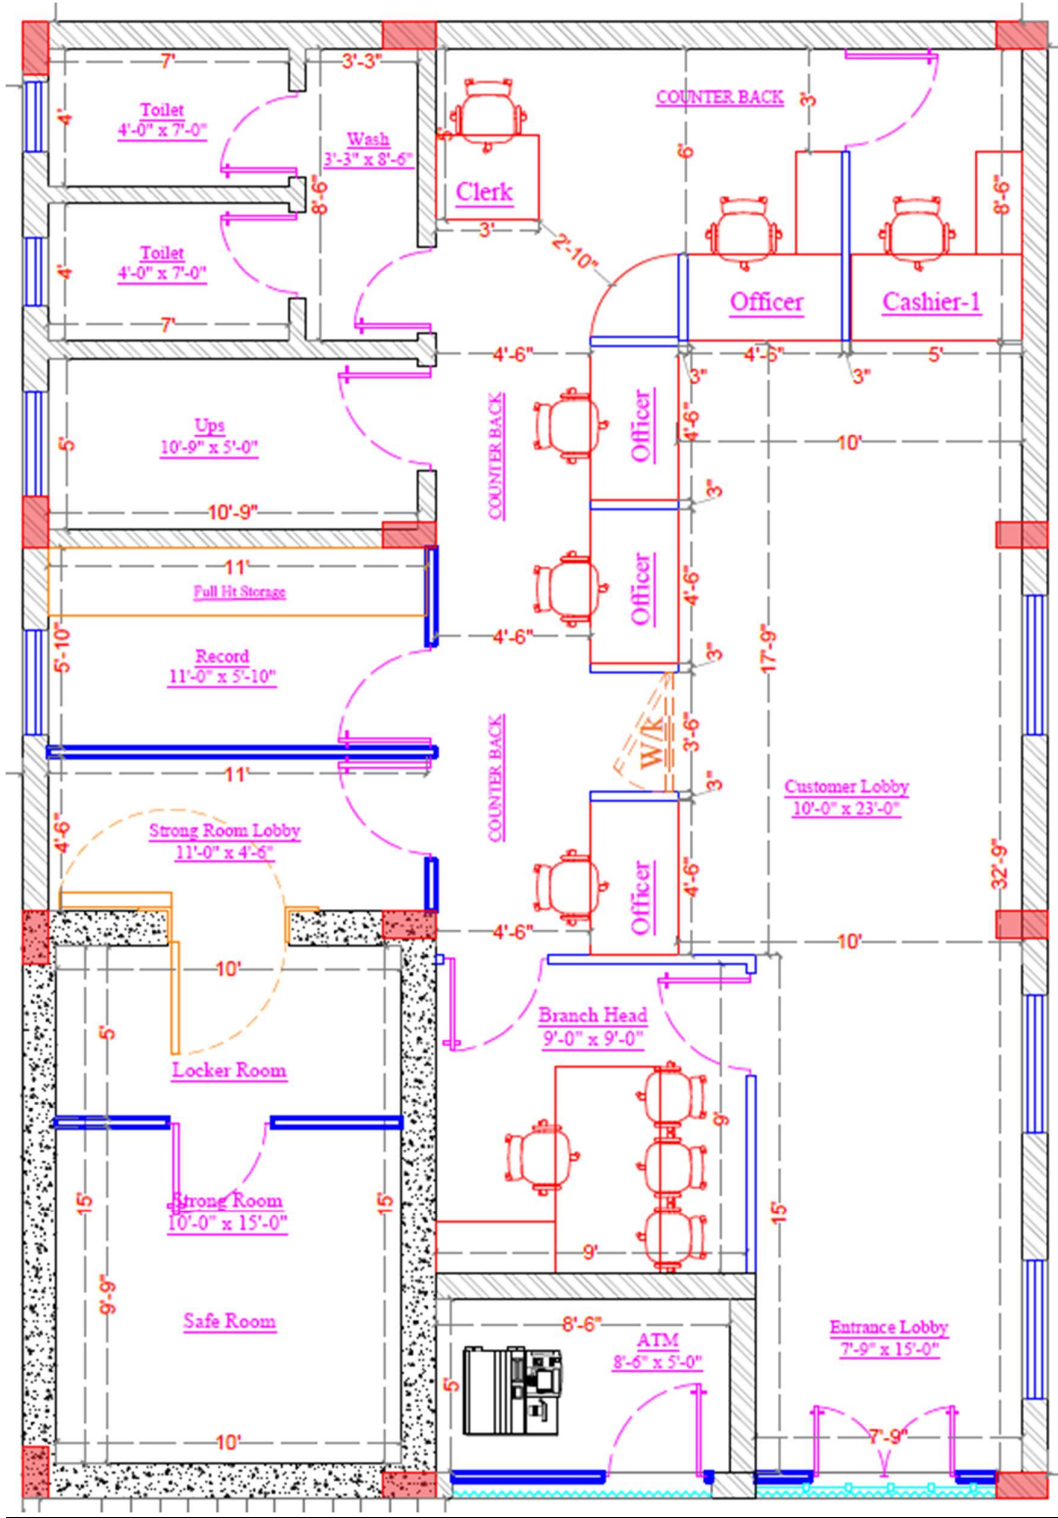 7'
3'-3"
4'
Toilet
4'-0" x 7'-0"
Wash
3'-3" x 8'-6"
8'-6"
4'
Toilet
4'-0" x 7'-0"
7'
5'
Clerk
3'
2'-10"
COUNTER BACK
3'
6'
8'-6"
Officer
Cashier-1
4'-6"
4'-6"
5'
3"
3"
5'
Ups
10'-9" x 5'-0"
10'-9"
COUNTER BACK
Officer
4'-6"
10'
3"
11'
Full Ht Storage
5'-10"
Record
11'-0" x 5'-10"
4'-6"
Officer
4'-6"
3"
17'-9"
W/k
3'-6"
3"
11'
4'-6"
Strong Room Lobby
11'-0" x 4'-6"
COUNTER BACK
Customer Lobby
10'-0" x 23'-0"
32'-9"
Officer
4'-6"
4'-6"
10'
10'
5'
Locker Room
Branch Head
9'-0" x 9'-0"
9'
9'
15'
15'
15'
Strong Room
10'-0" x 15'-0"
9'-9"
Safe Room
10'
8'-6"
5'
ATM
8'-6" x 5'-0"
Entrance Lobby
7'-9" x 15'-0"
7'-9"